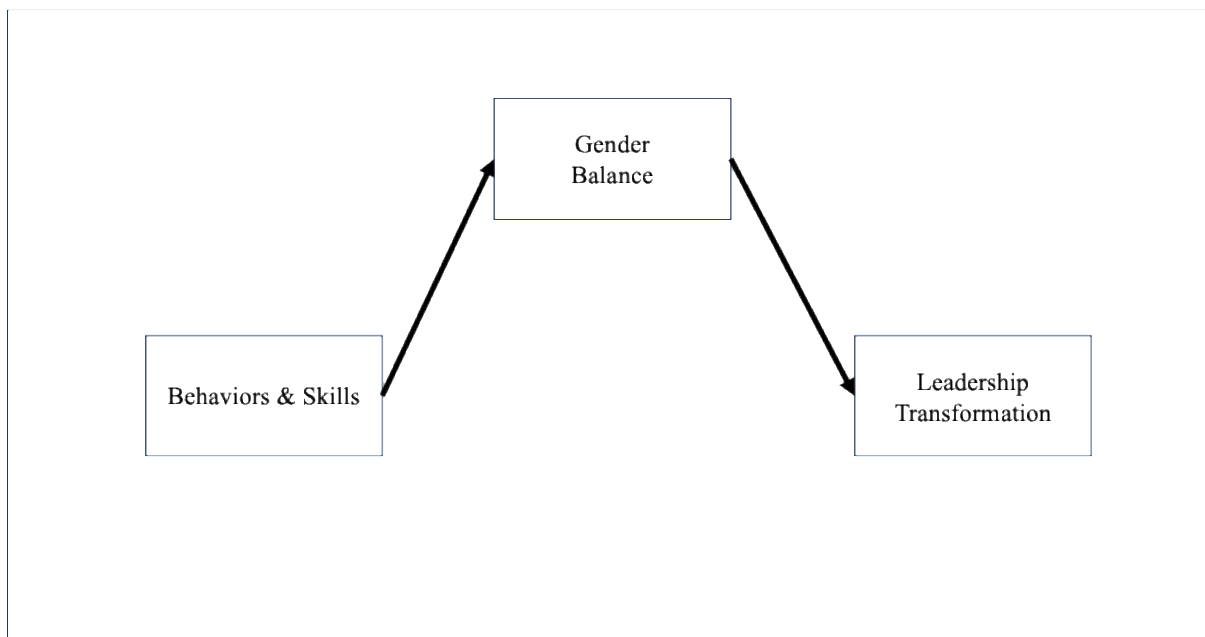 Gender
Balance
Behaviors & Skills
Leadership
Transformation